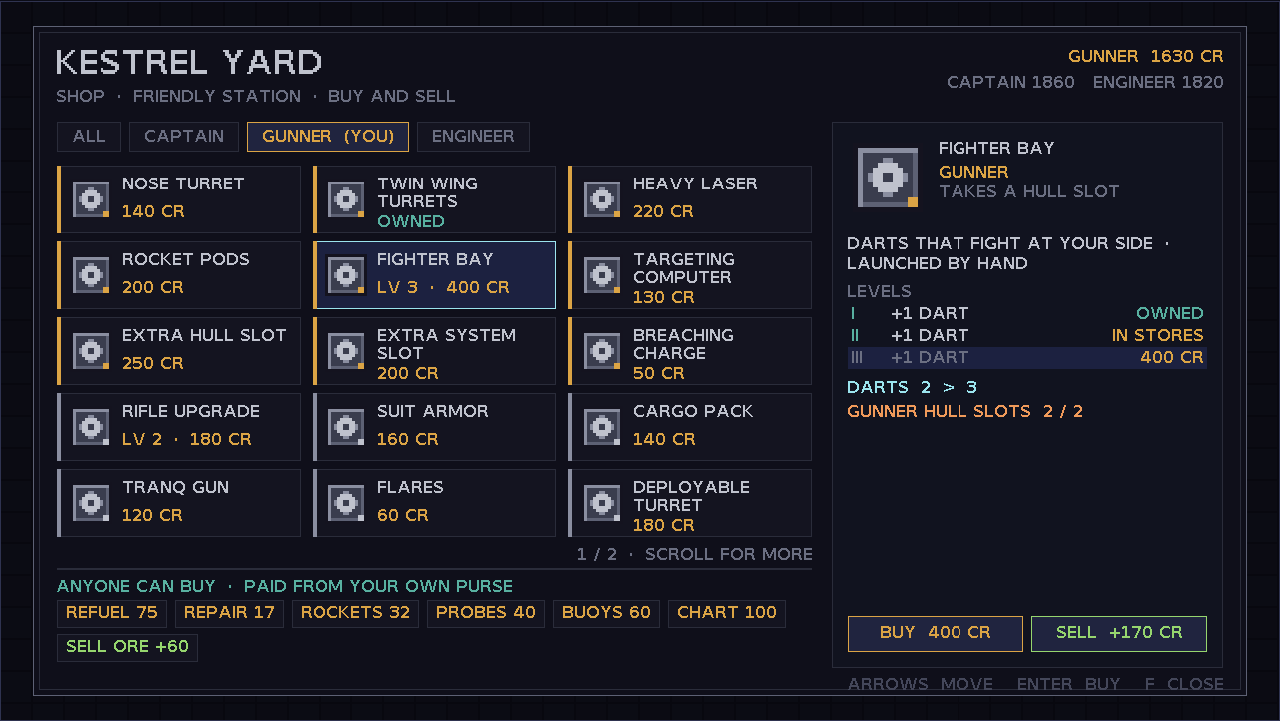 KESTREL YARD
SHOP · FRIENDLY STATION · BUY AND SELL
GUNNER 1630 CR
CAPTAIN 1860 ENGINEER 1820
ALL
CAPTAIN
GUNNER (YOU)
ENGINEER
NOSE TURRET
140 CR
TWIN WING
TURRETS
OWNED
HEAVY LASER
220 CR
ROCKET PODS
200 CR
FIGHTER BAY
LV 3 · 400 CR
TARGETING
COMPUTER
130 CR
EXTRA HULL SLOT
250 CR
EXTRA SYSTEM
SLOT
200 CR
BREACHING
CHARGE
50 CR
RIFLE UPGRADE
LV 2 · 180 CR
SUIT ARMOR
160 CR
CARGO PACK
140 CR
TRANQ GUN
120 CR
FLARES
60 CR
DEPLOYABLE
TURRET
180 CR
1 / 2 · SCROLL FOR MORE
ANYONE CAN BUY · PAID FROM YOUR OWN PURSE
REFUEL 75
REPAIR 17
ROCKETS 32
PROBES 40
BUOYS 60
CHART 100
SELL ORE +60
FIGHTER BAY
GUNNER
TAKES A HULL SLOT
DARTS THAT FIGHT AT YOUR SIDE ·
LAUNCHED BY HAND
LEVELS
I +1 DART OWNED
II +1 DART IN STORES
III +1 DART 400 CR
DARTS 2 > 3
GUNNER HULL SLOTS 2 / 2
BUY 400 CR
SELL +170 CR
ARROWS MOVE ENTER BUY F CLOSE